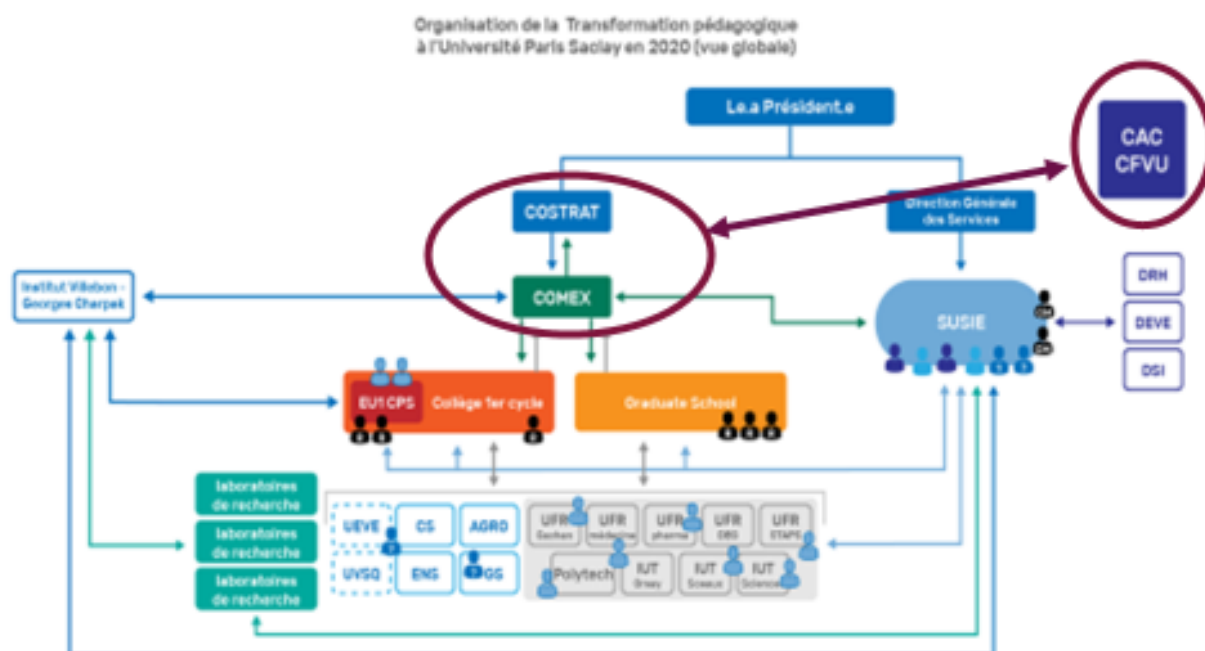 Organisation de la Transformation pédagogique
à l'Université Paris Saclay en 2020 (vue globale)
Le.a Président.e
CAC
CFVU
COSTRAT
Direction Générale
des Services
Institut Villebon -
Georges Charpak
COMEX
SUSIE
DRH
DEVE
DSI
EU1 CPS
Collège 1er cycle
Graduate School
laboratoires
de recherche
laboratoires
de recherche
laboratoires
de recherche
UEVE
CS
AGRO
UFR
UFR
médecine
UFR
pharma
UFR
UFR
STAPS
UVSQ
ENS
GS
Polytech
IUT
Orsay
IUT
Sceaux
IUT